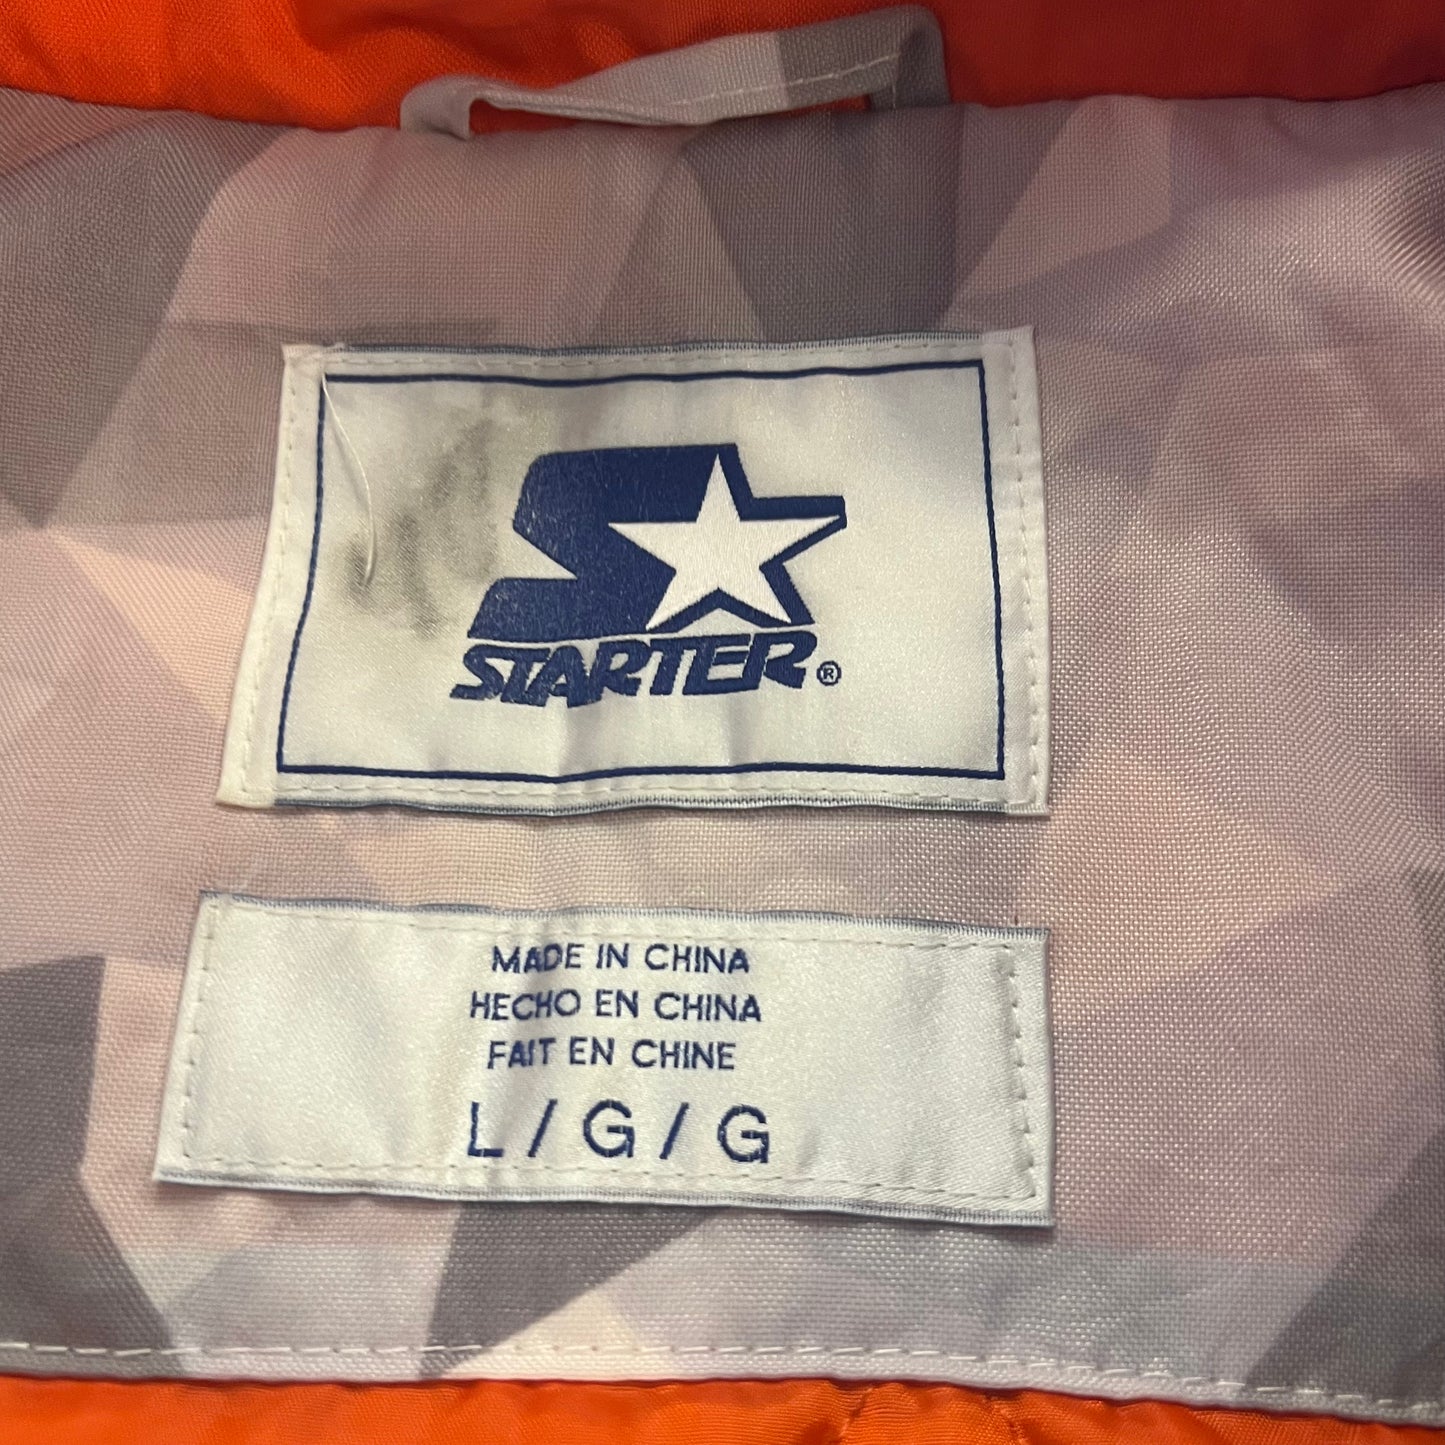 STARTER®
MADE IN CHINA
HECHO EN CHINA
FAIT EN CHINE
L / G / G